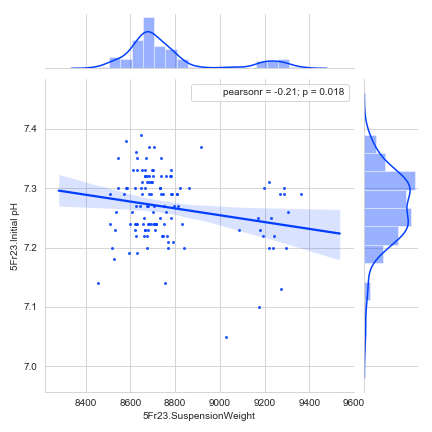 pearsonr = -0.21; p = 0.018
7.4
7.3
7.2
7.1
7.0
5Fr23.Initial pH
8400 8600 8800 9000 9200 9400 9600
5Fr23.SuspensionWeight